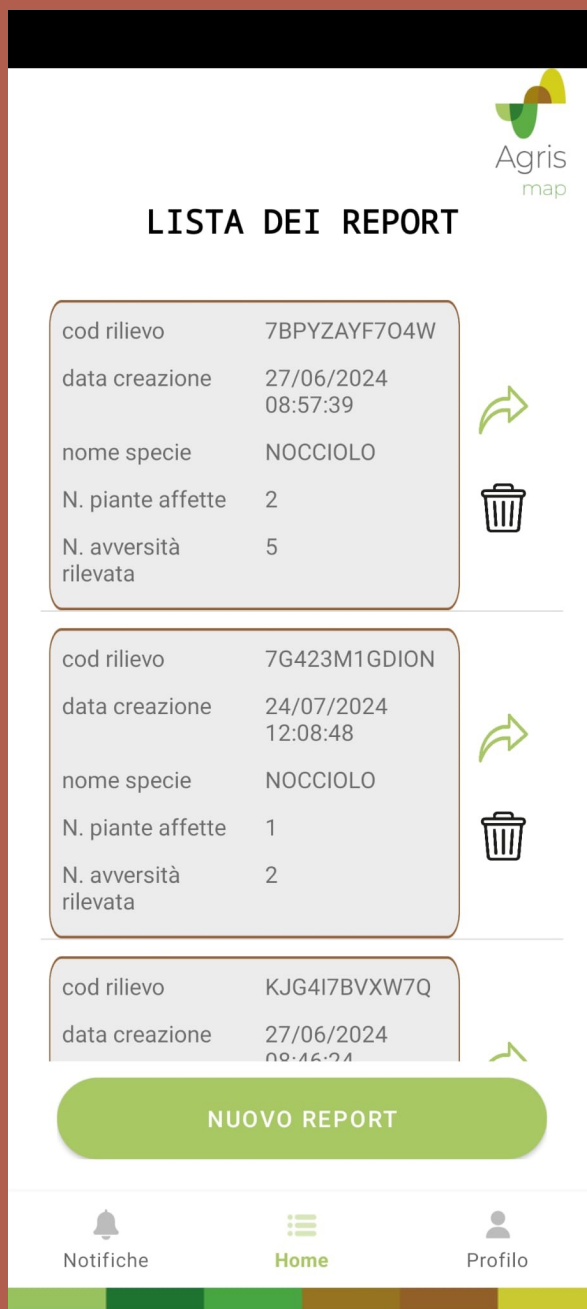 Agris
map
LISTA DEI REPORT
cod rilievo 7BPYZAYF7O4W
data creazione 27/06/2024
08:57:39
nome specie NOCCIOLO
N. piante affette 2
N. avversità 5
rilevata
cod rilievo 7G423M1GDION
data creazione 24/07/2024
12:08:48
nome specie NOCCIOLO
N. piante affette 1
N. avversità 2
rilevata
cod rilievo KJG4I7BVXW7Q
data creazione 27/06/2024
08:46:24
NUOVO REPORT
Notifiche Home Profilo